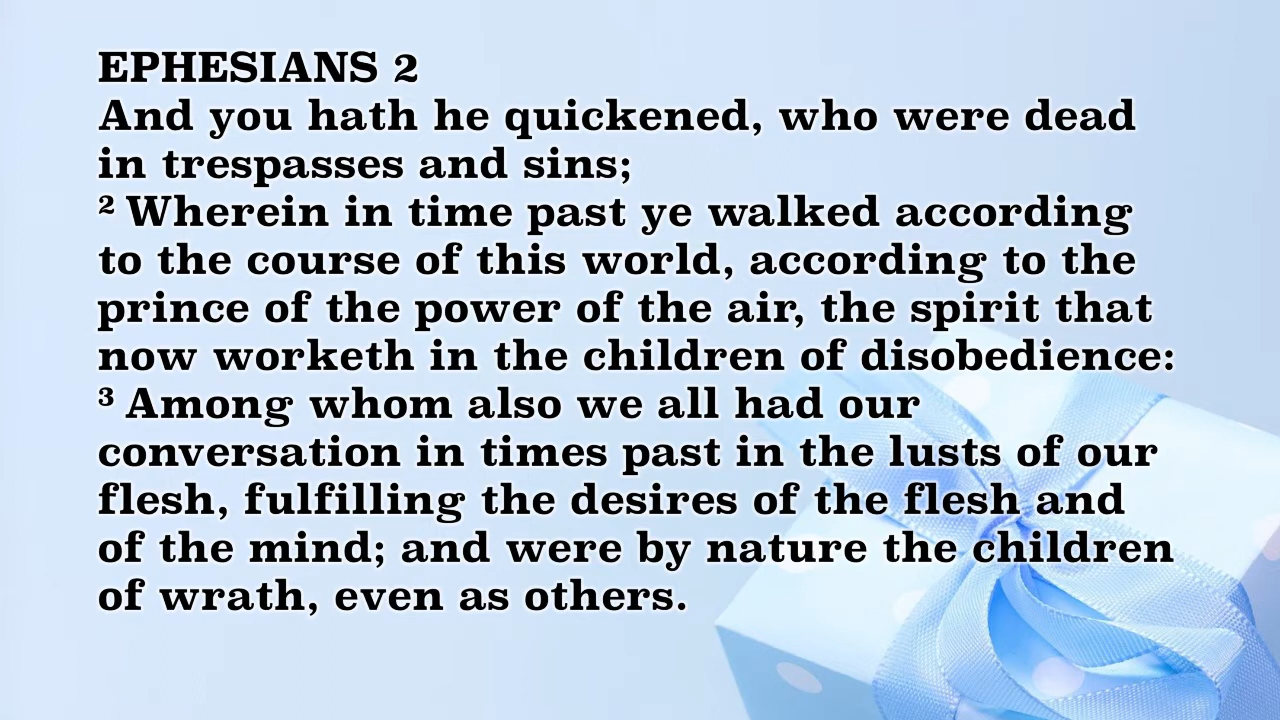 EPHESIANS 2
And you hath he quickened, who were dead
in trespasses and sins;
² Wherein in time past ye walked according
to the course of this world, according to the
prince of the power of the air, the spirit that
now worketh in the children of disobedience:
³ Among whom also we all had our
conversation in times past in the lusts of our
flesh, fulfilling the desires of the flesh and
of the mind; and were by nature the children
of wrath, even as others.